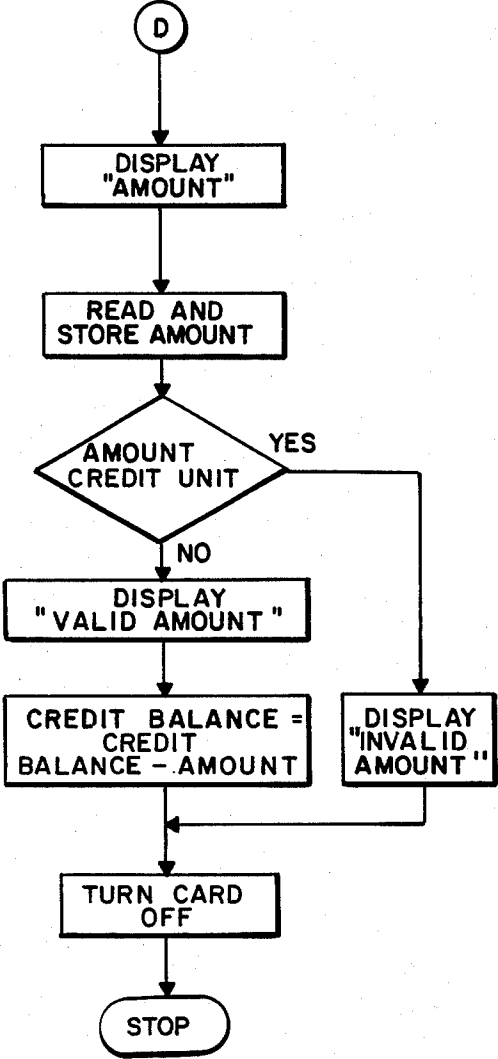 D
DISPLAY
"AMOUNT"
READ AND
STORE AMOUNT
AMOUNT
CREDIT UNIT
YES
NO
DISPLAY
"VALID AMOUNT"
CREDIT BALANCE =
CREDIT
BALANCE - AMOUNT
DISPLAY
"INVALID
AMOUNT"
TURN CARD
OFF
STOP